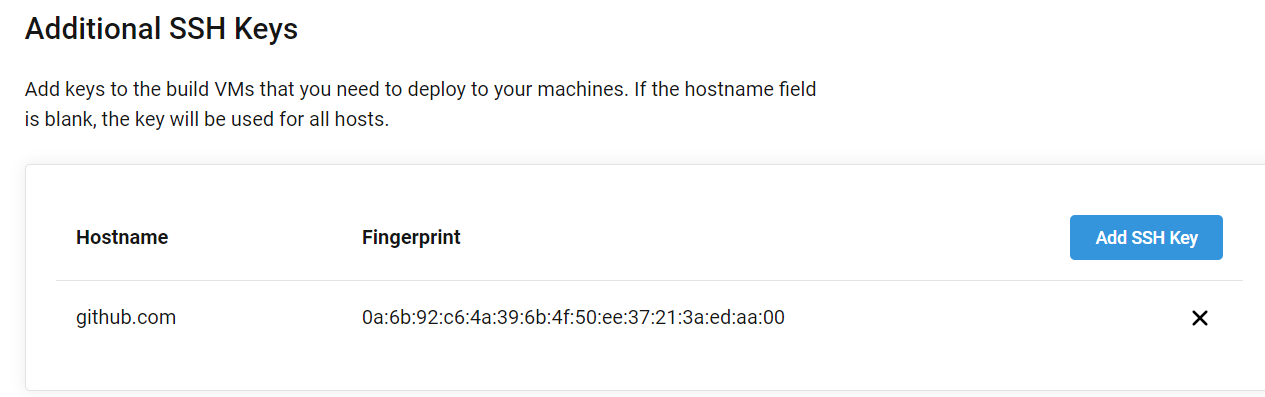 Additional SSH Keys
Add keys to the build VMs that you need to deploy to your machines. If the hostname field
is blank, the key will be used for all hosts.
Hostname Fingerprint Add SSH Key
github.com 0a:6b:92:c6:4a:39:6b:4f:50:ee:37:21:3a:ed:aa:00